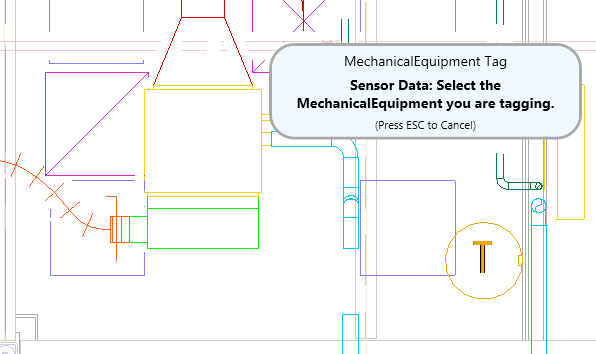 MechanicalEquipment Tag
Sensor Data: Select the
MechanicalEquipment you are tagging.
(Press ESC to Cancel)
T